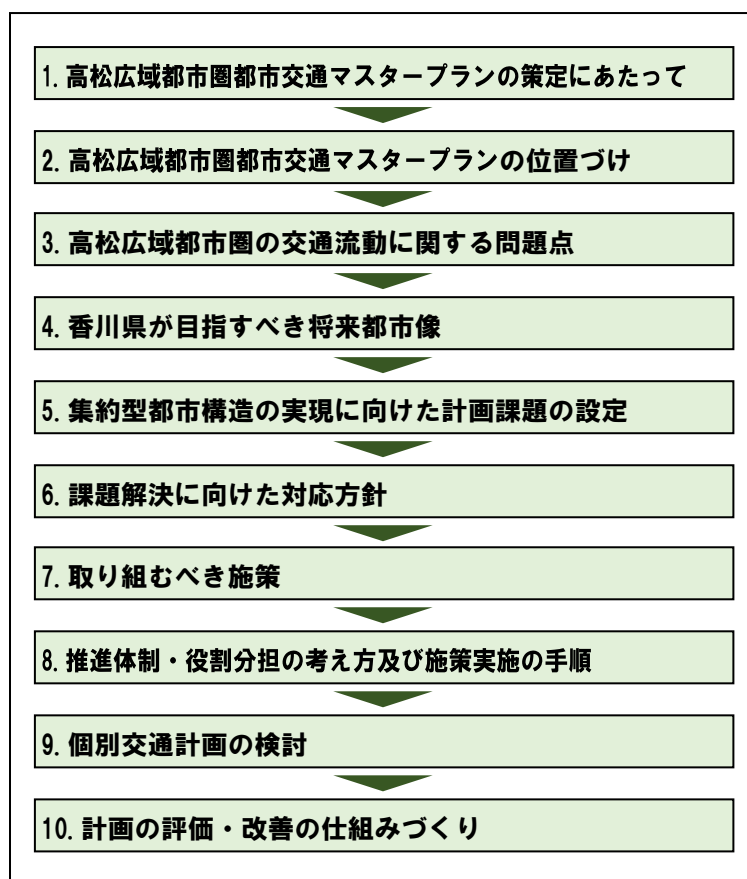 1. 高松広域都市圏都市交通マスタープランの策定にあたって
2. 高松広域都市圏都市交通マスタープランの位置づけ
3. 高松広域都市圏の交通流動に関する問題点
4. 香川県が目指すべき将来都市像
5. 集約型都市構造の実現に向けた計画課題の設定
6. 課題解決に向けた対応方針
7. 取り組むべき施策
8. 推進体制・役割分担の考え方及び施策実施の手順
9. 個別交通計画の検討
10. 計画の評価・改善の仕組みづくり